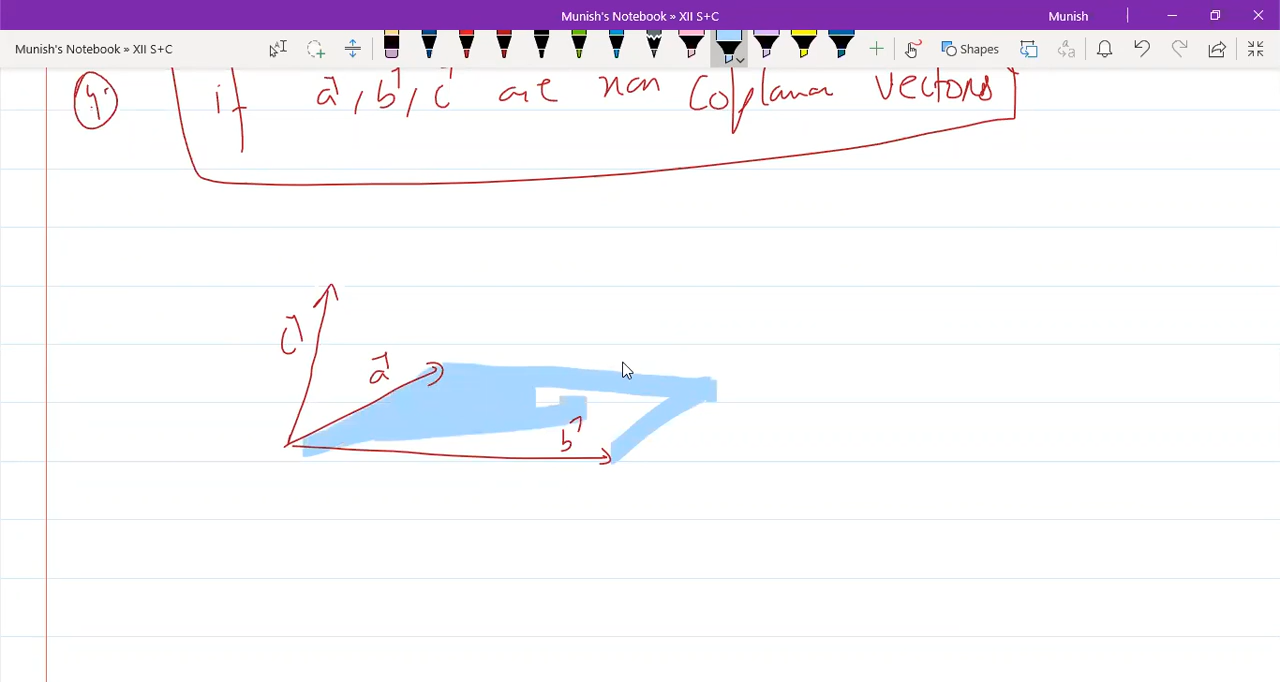 Munish's Notebook » XII S+C
Munish
Munish's Notebook » XII S+C
Shapes
4. if a⃗, b⃗, c⃗ are non Coplanar vectors
c⃗
a⃗
b⃗